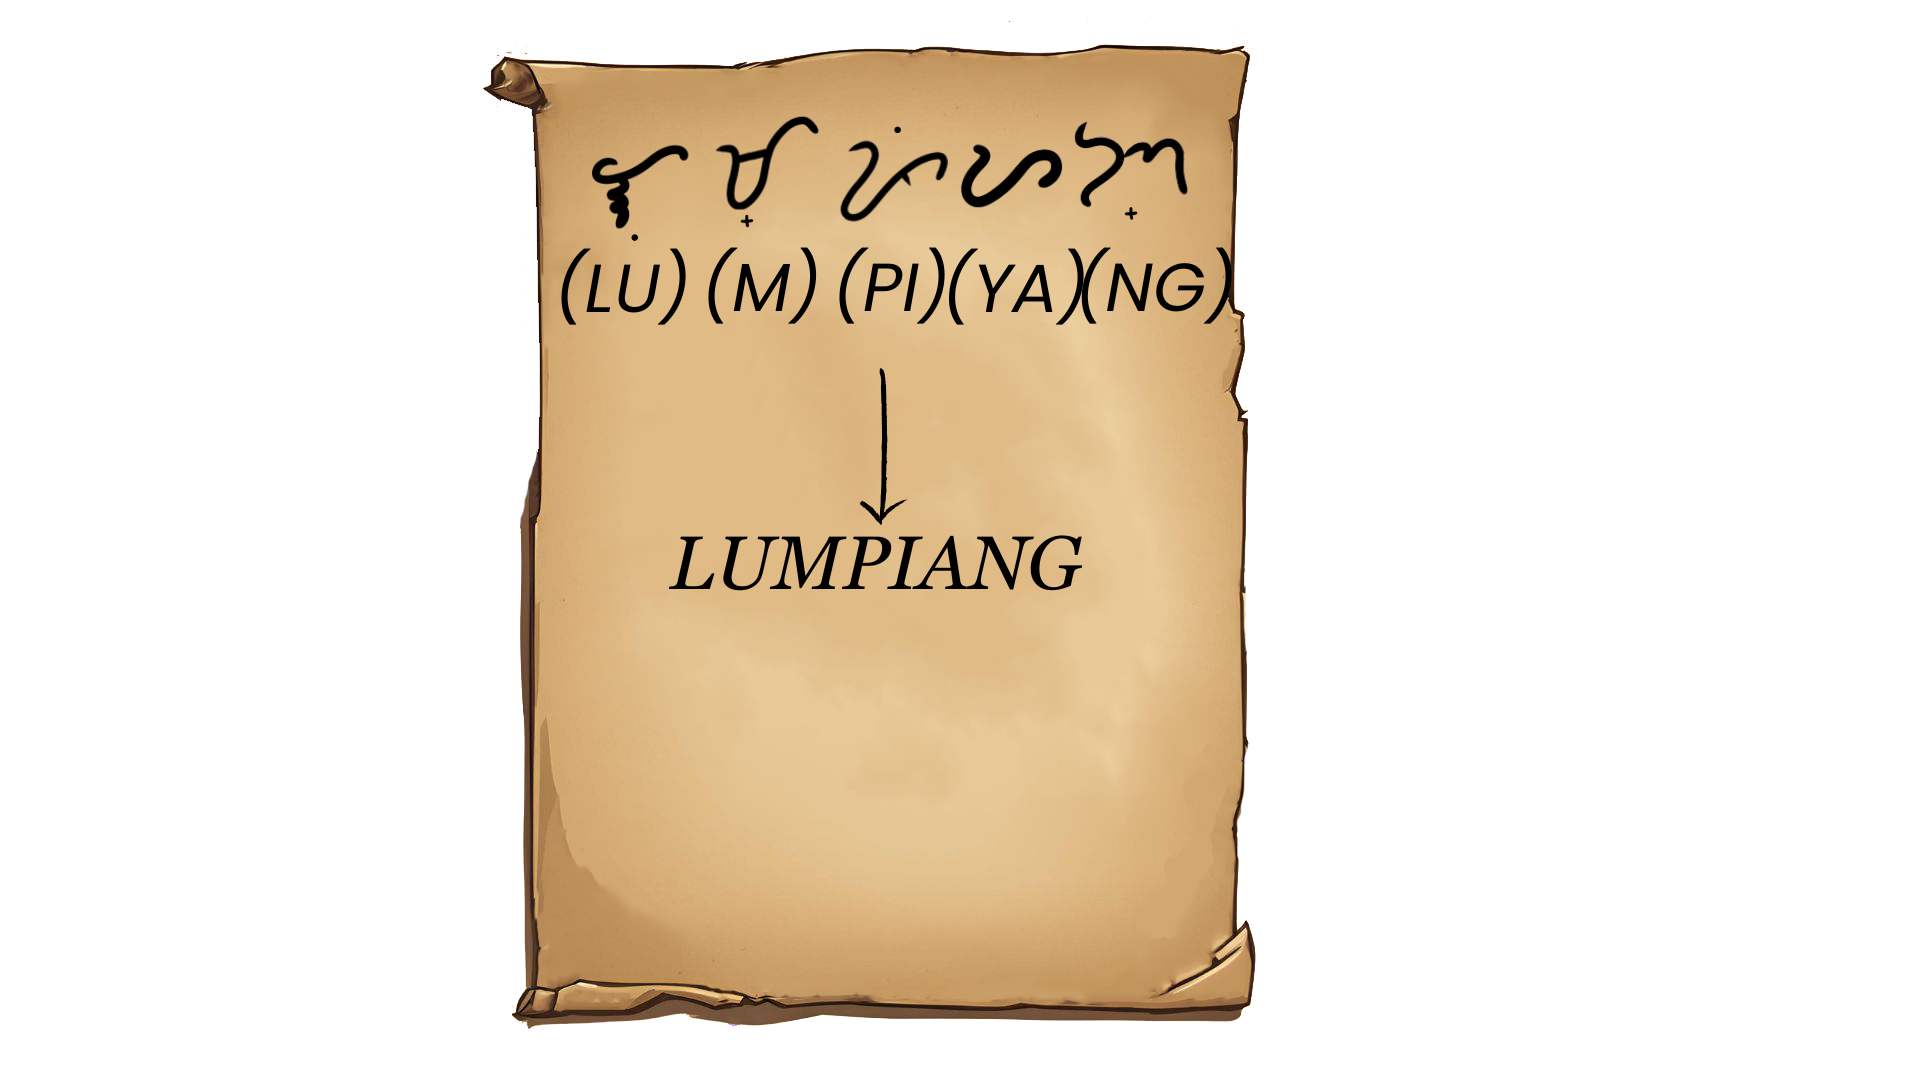 ᜎᜓᜋ᜔ᜉᜒᜌᜅ᜔
(LU) (M) (PI)(YA)(NG)
LUMPIANG